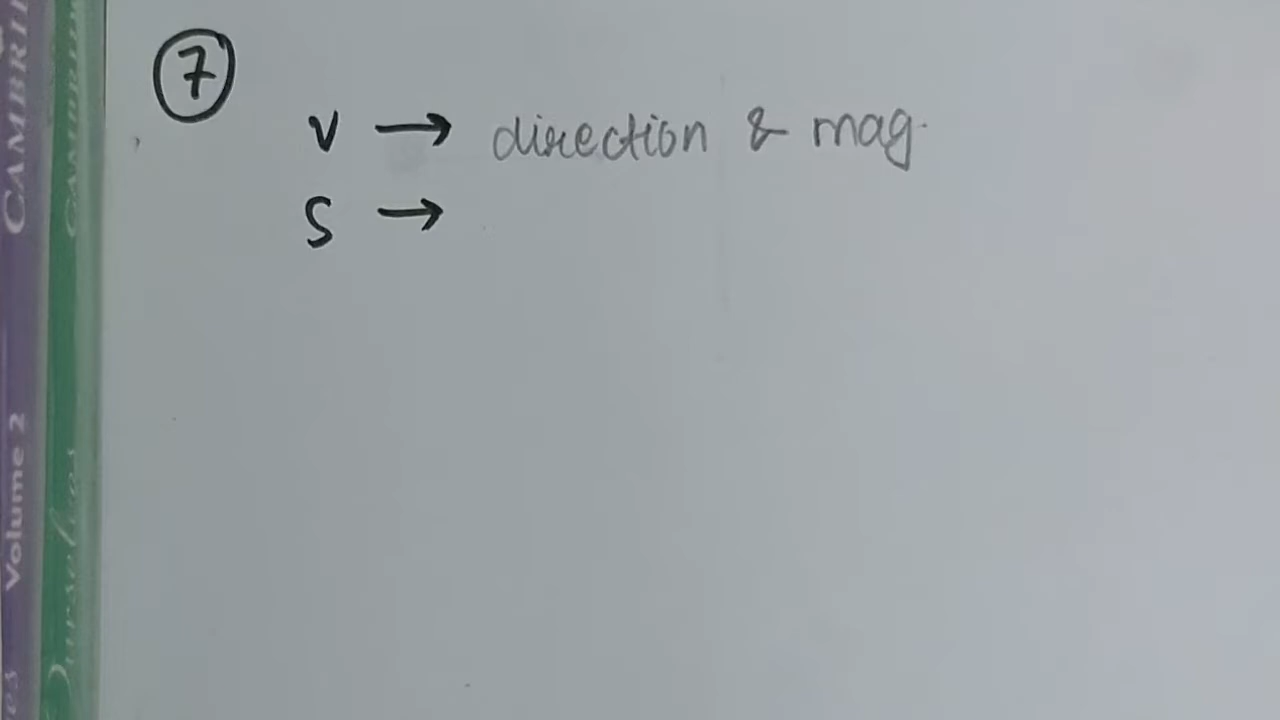 7
V → direction & mag.
S →
CAMBRI
Volume 2